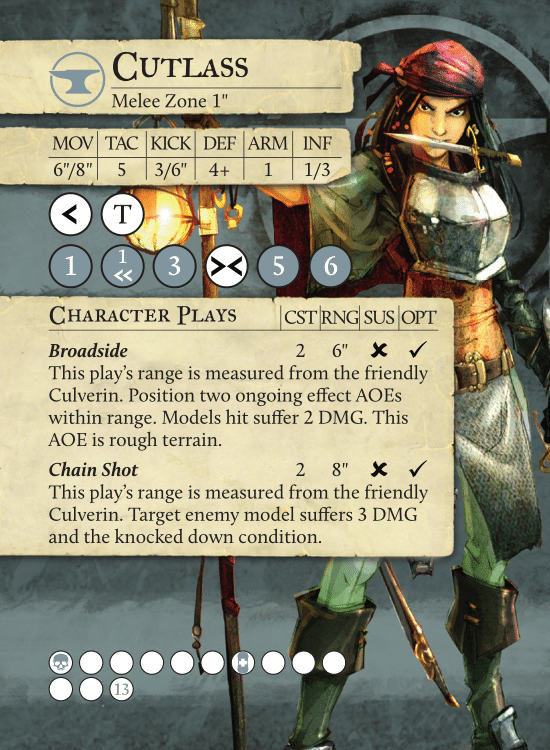 CUTLASS
Melee Zone 1"
MOV TAC KICK DEF ARM INF
6"/8" 5 3/6" 4+ 1 1/3
< T
1 1 << 3 >< 5 6
CHARACTER PLAYS CST RNG SUS OPT
Broadside 2 6" ✘ ✓
This play's range is measured from the friendly
Culverin. Position two ongoing effect AOEs
within range. Models hit suffer 2 DMG. This
AOE is rough terrain.
Chain Shot 2 8" ✘ ✓
This play's range is measured from the friendly
Culverin. Target enemy model suffers 3 DMG
and the knocked down condition.
13